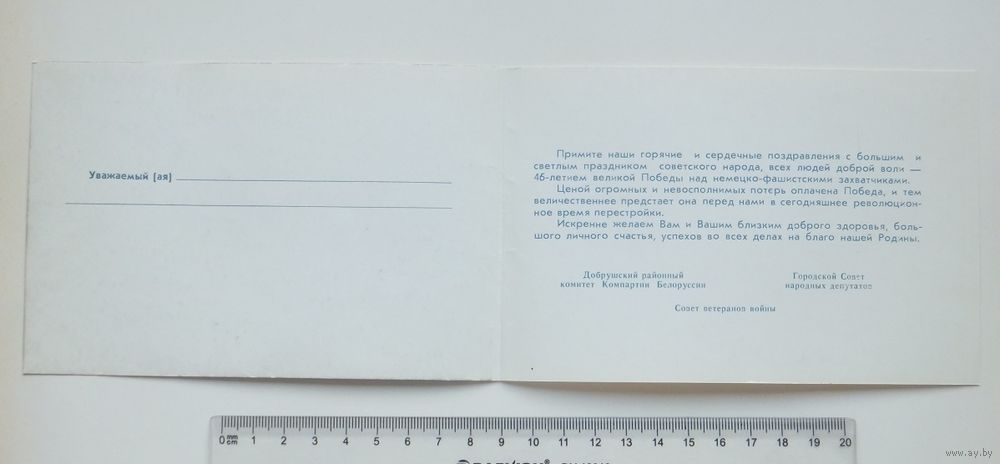 Уважаемый [ая]
Примите наши горячие и сердечные поздравления с большим и
светлым праздником советского народа, всех людей доброй воли —
46-летием великой Победы над немецко-фашистскими захватчиками.
Ценой огромных и невосполнимых потерь оплачена Победа, и тем
величественнее предстает она перед нами в сегодняшнее революцион-
ное время перестройки.
Искренне желаем Вам и Вашим близким доброго здоровья, боль-
шого личного счастья, успехов во всех делах на благо нашей Родины.
Добрушский районный
комитет Компартии Белоруссии
Городской Совет
народных депутатов
Совет ветеранов войны
0 mm cm 1 2 3 4 5 6 7 8 9 10 11 12 13 14 15 16 17 18 19 20
www.ay.by